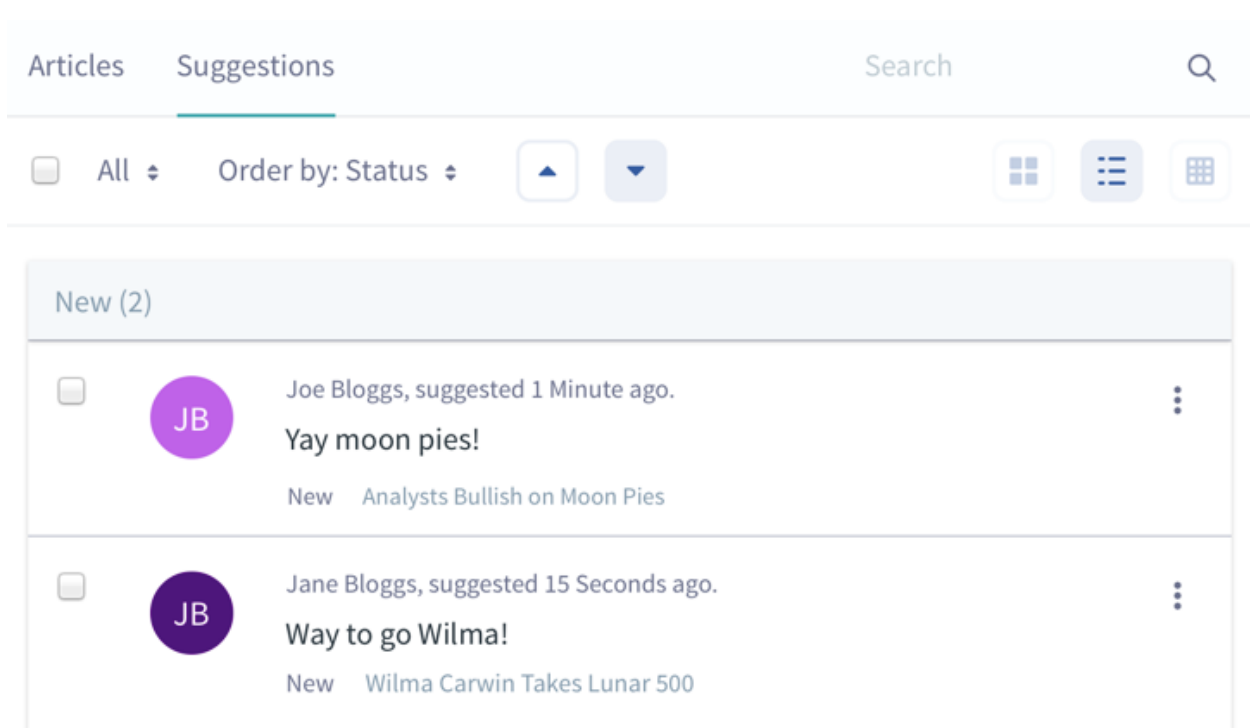 Articles Suggestions Search
All Order by: Status
New (2)
JB
Joe Bloggs, suggested 1 Minute ago.
Yay moon pies!
New Analysts Bullish on Moon Pies
JB
Jane Bloggs, suggested 15 Seconds ago.
Way to go Wilma!
New Wilma Carwin Takes Lunar 500